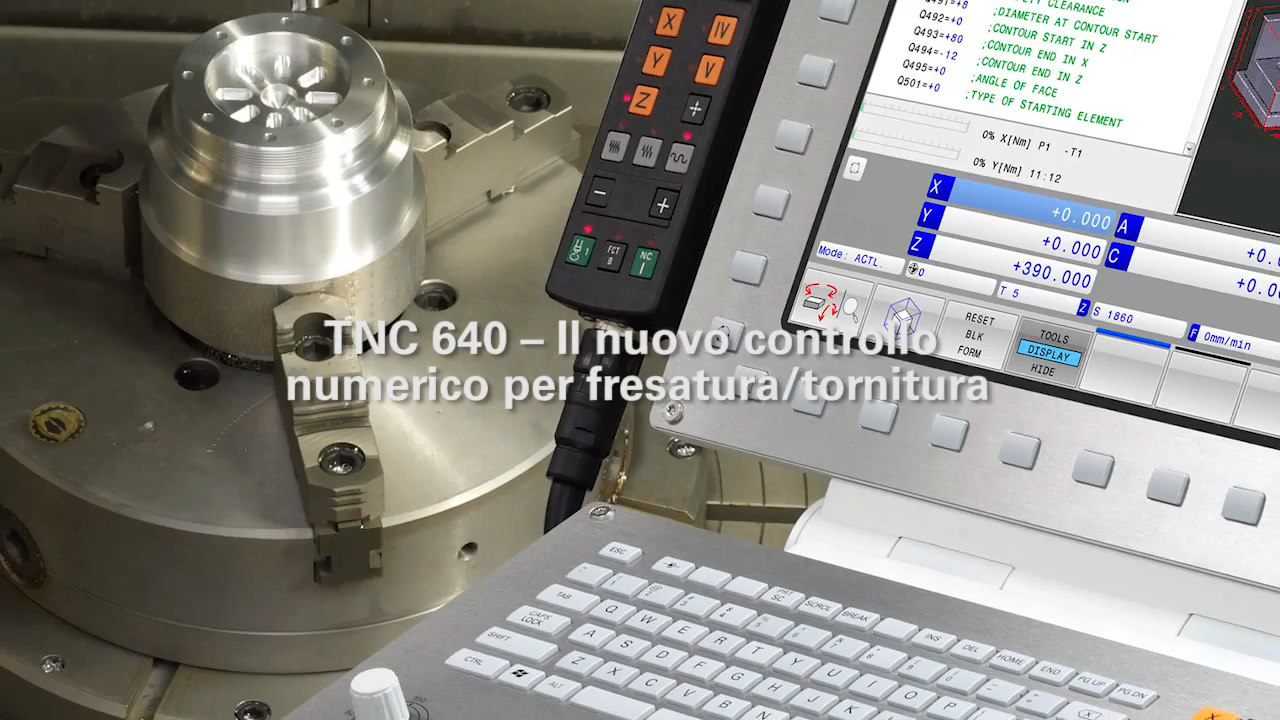 Q492=+0
Q493=+80
Q494=-12
Q495=+0
Q501=+0
CLEARANCE
;DIAMETER AT CONTOUR START
;CONTOUR START IN Z
;CONTOUR END IN X
;CONTOUR END IN Z
;ANGLE OF FACE
;TYPE OF STARTING ELEMENT
0% X[Nm] P1 -T1
0% Y[Nm] 11:12
X +0.000 A
Y +0.000 C
Z +390.000
Mode: ACTL.
T 5
Z S 1860
F 0mm/min
RESET
BLK
FORM
TOOLS
DISPLAY
HIDE
X IV
Y V
Z
− +
FCT
B
NC
I
TNC 640 – Il nuovo controllo
numerico per fresatura/tornitura
ESC
SCROLL BREAK INS DEL HOME END PG UP PG DN
TAB Q W E R T Y U I O P
CAPS
LOCK
A S D F G H J K L
SHIFT Z X C V B N
CTRL ALT